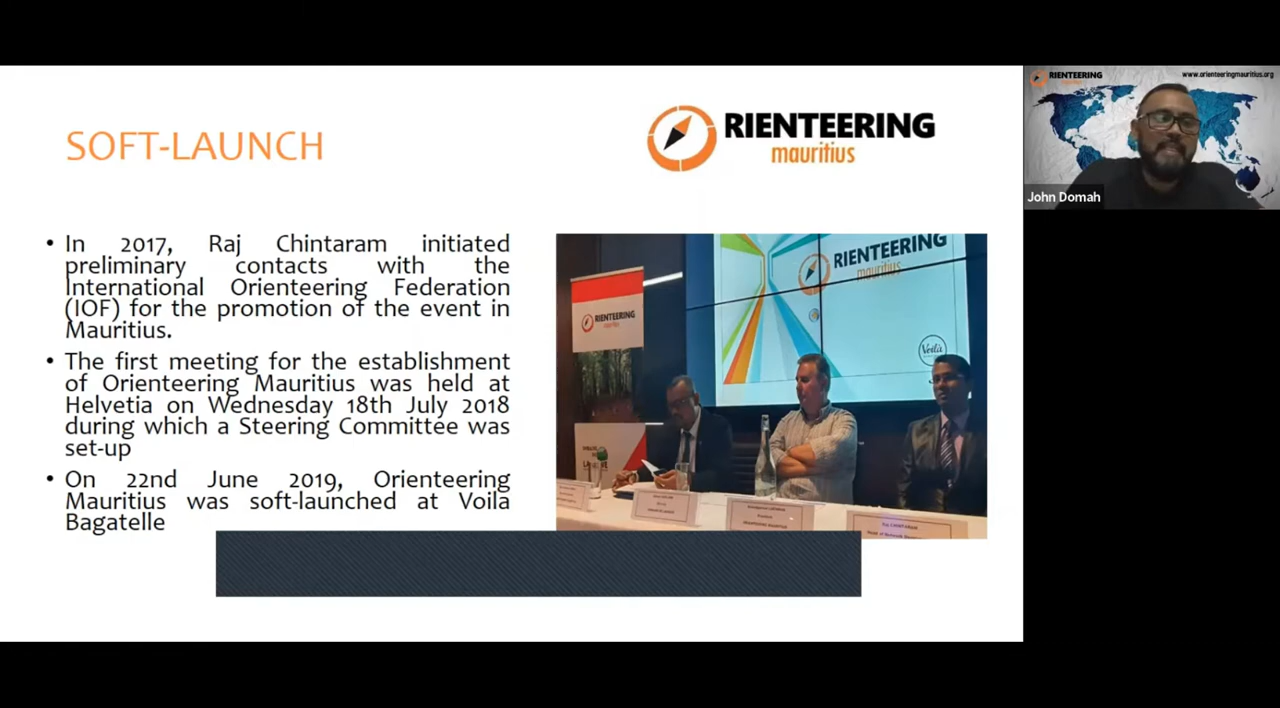 SOFT-LAUNCH
RIENTEERING
mauritius
• In 2017, Raj Chintaram initiated
preliminary contacts with the
International Orienteering Federation
(IOF) for the promotion of the event in
Mauritius.
• The first meeting for the establishment
of Orienteering Mauritius was held at
Helvetia on Wednesday 18th July 2018
during which a Steering Committee was
set-up
• On 22nd June 2019, Orienteering
Mauritius was soft-launched at Voila
Bagatelle
RIENTEERING
mauritius
RIENTEERING
Voilà
RIENTEERING
www.orienteeringmauritius.org
John Domah